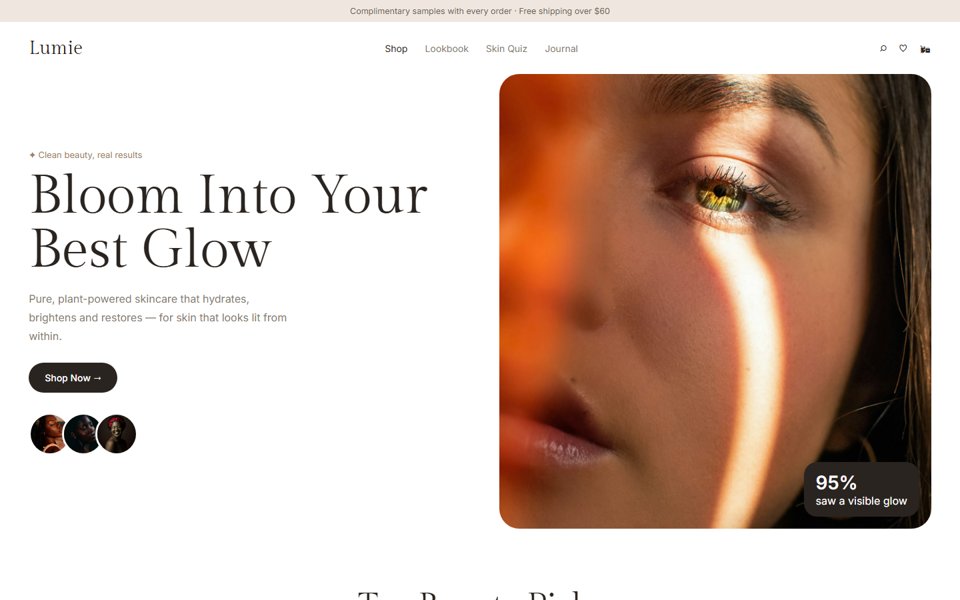 Complimentary samples with every order · Free shipping over $60
Lumie
Shop
Lookbook
Skin Quiz
Journal
✦ Clean beauty, real results
Bloom Into Your
Best Glow
Pure, plant-powered skincare that hydrates,
brightens and restores — for skin that looks lit from
within.
Shop Now →
95%
saw a visible glow